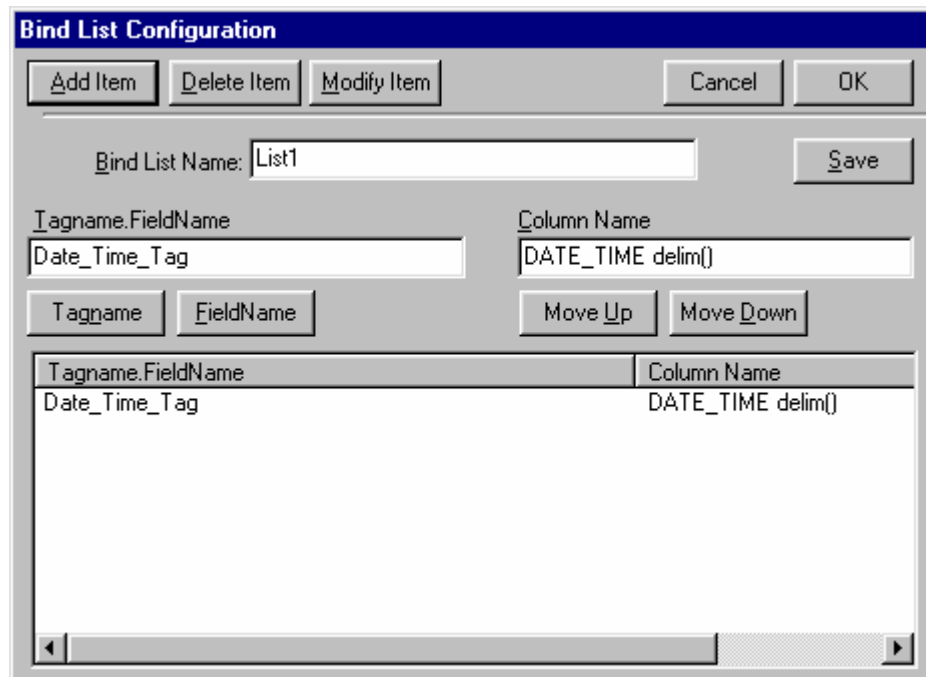 Bind List Configuration
Add Item Delete Item Modify Item Cancel OK
Bind List Name: List1 Save
Tagname.FieldName Column Name
Date_Time_Tag DATE_TIME delim()
Tagname FieldName Move Up Move Down
Tagname.FieldName Column Name
Date_Time_Tag DATE_TIME delim()